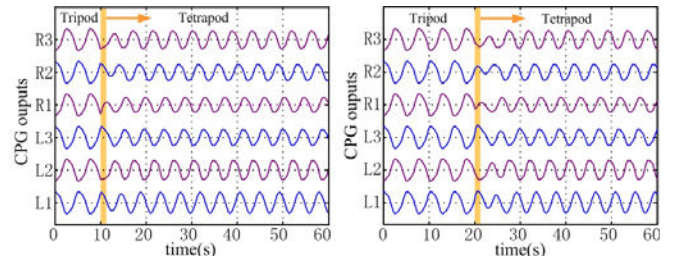 Tripod Tetrapod
R3
R2
R1
L3
L2
L1
CPG ouputs
0 10 20 30 40 50 60
time(s)
Tripod Tetrapod
R3
R2
R1
L3
L2
L1
CPG ouputs
0 10 20 30 40 50 60
time(s)